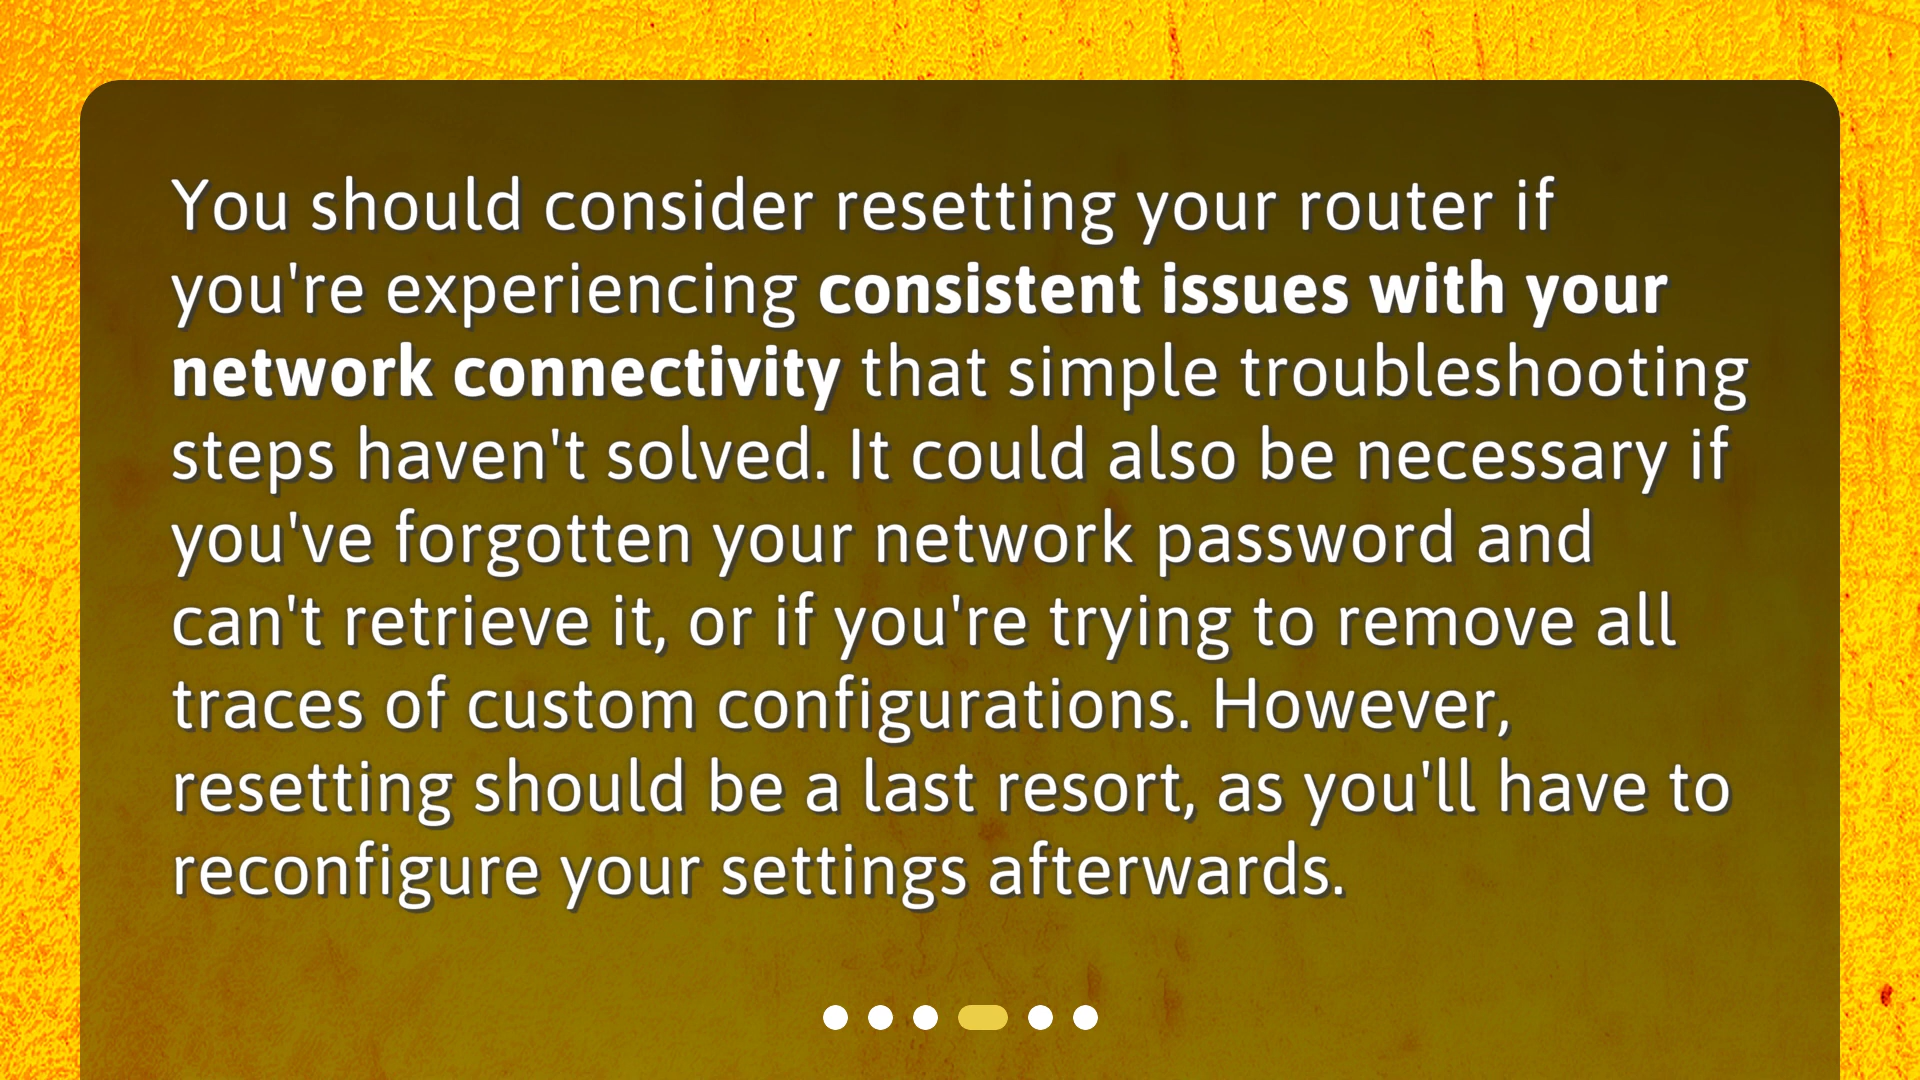 You should consider resetting your router if
you're experiencing consistent issues with your
network connectivity that simple troubleshooting
steps haven't solved. It could also be necessary if
you've forgotten your network password and
can't retrieve it, or if you're trying to remove all
traces of custom configurations. However,
resetting should be a last resort, as you'll have to
reconfigure your settings afterwards.